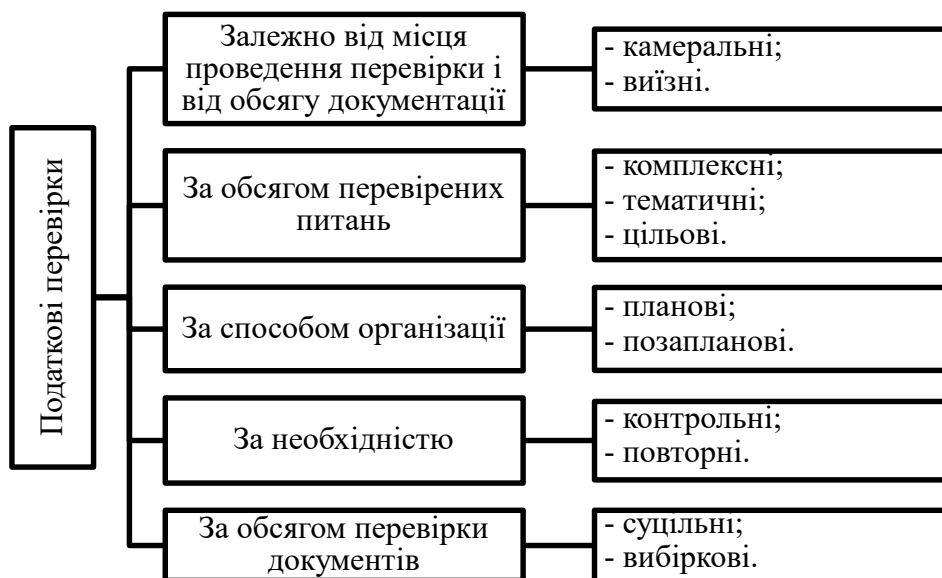 Податкові перевірки
Залежно від місця
проведення перевірки і
від обсягу документації
- камеральні;
- виїзні.
За обсягом перевірених
питань
- комплексні;
- тематичні;
- цільові.
За способом організації
- планові;
- позапланові.
За необхідністю
- контрольні;
- повторні.
За обсягом перевірки
документів
- суцільні;
- вибіркові.